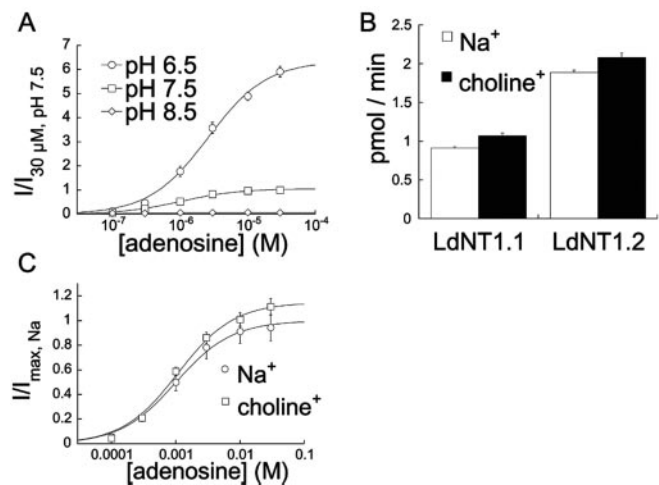 A
I/I30 µM, pH 7.5
7
6
5
4
3
2
1
0
pH 6.5
pH 7.5
pH 8.5
10⁻⁷ 10⁻⁶ 10⁻⁵ 10⁻⁴
[adenosine] (M)
B
pmol / min
2.5
2
1.5
1
0.5
0
Na⁺
choline⁺
LdNT1.1 LdNT1.2
C
I/Imax, Na
1.2
1
0.8
0.6
0.4
0.2
0
Na⁺
choline⁺
0.0001 0.001 0.01 0.1
[adenosine] (M)